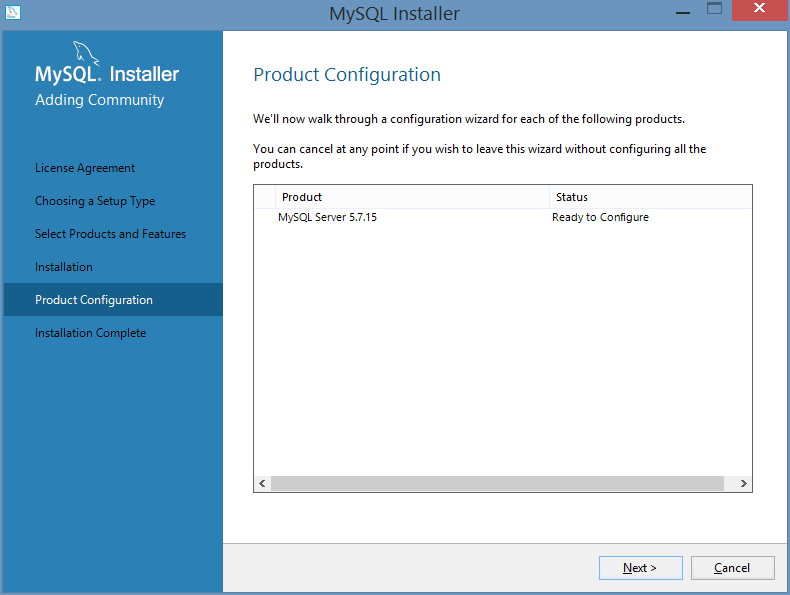 MySQL Installer
MySQL. Installer
Adding Community
License Agreement
Choosing a Setup Type
Select Products and Features
Installation
Product Configuration
Installation Complete
Product Configuration
We'll now walk through a configuration wizard for each of the following products.
You can cancel at any point if you wish to leave this wizard without configuring all the
products.
Product Status
MySQL Server 5.7.15 Ready to Configure
Next > Cancel